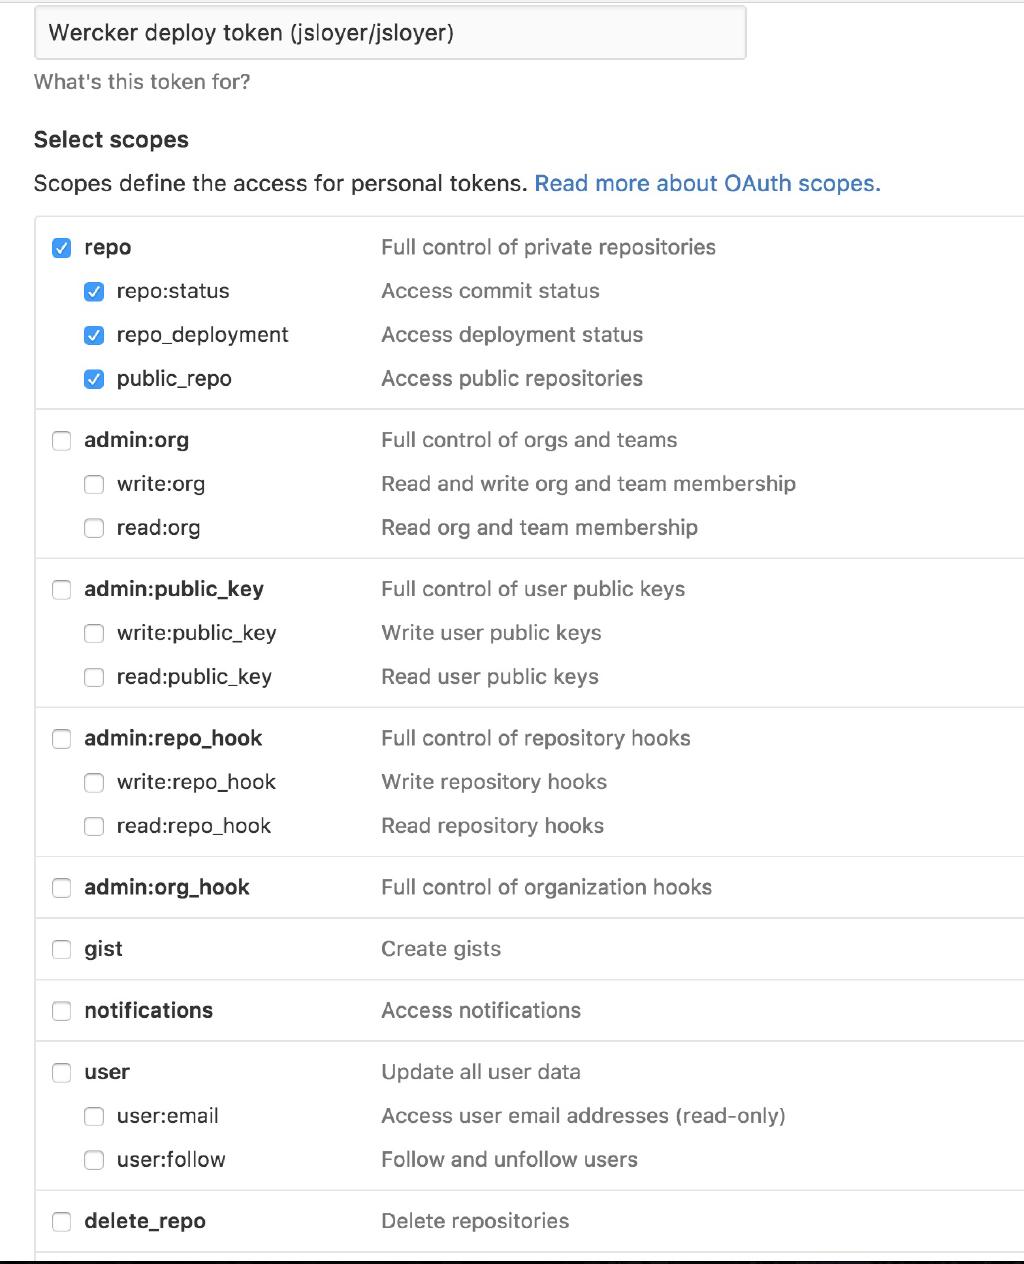 Wercker deploy token (jsloyer/jsloyer)
What's this token for?
Select scopes
Scopes define the access for personal tokens. Read more about OAuth scopes.
repo Full control of private repositories
repo:status Access commit status
repo_deployment Access deployment status
public_repo Access public repositories
admin:org Full control of orgs and teams
write:org Read and write org and team membership
read:org Read org and team membership
admin:public_key Full control of user public keys
write:public_key Write user public keys
read:public_key Read user public keys
admin:repo_hook Full control of repository hooks
write:repo_hook Write repository hooks
read:repo_hook Read repository hooks
admin:org_hook Full control of organization hooks
gist Create gists
notifications Access notifications
user Update all user data
user:email Access user email addresses (read-only)
user:follow Follow and unfollow users
delete_repo Delete repositories